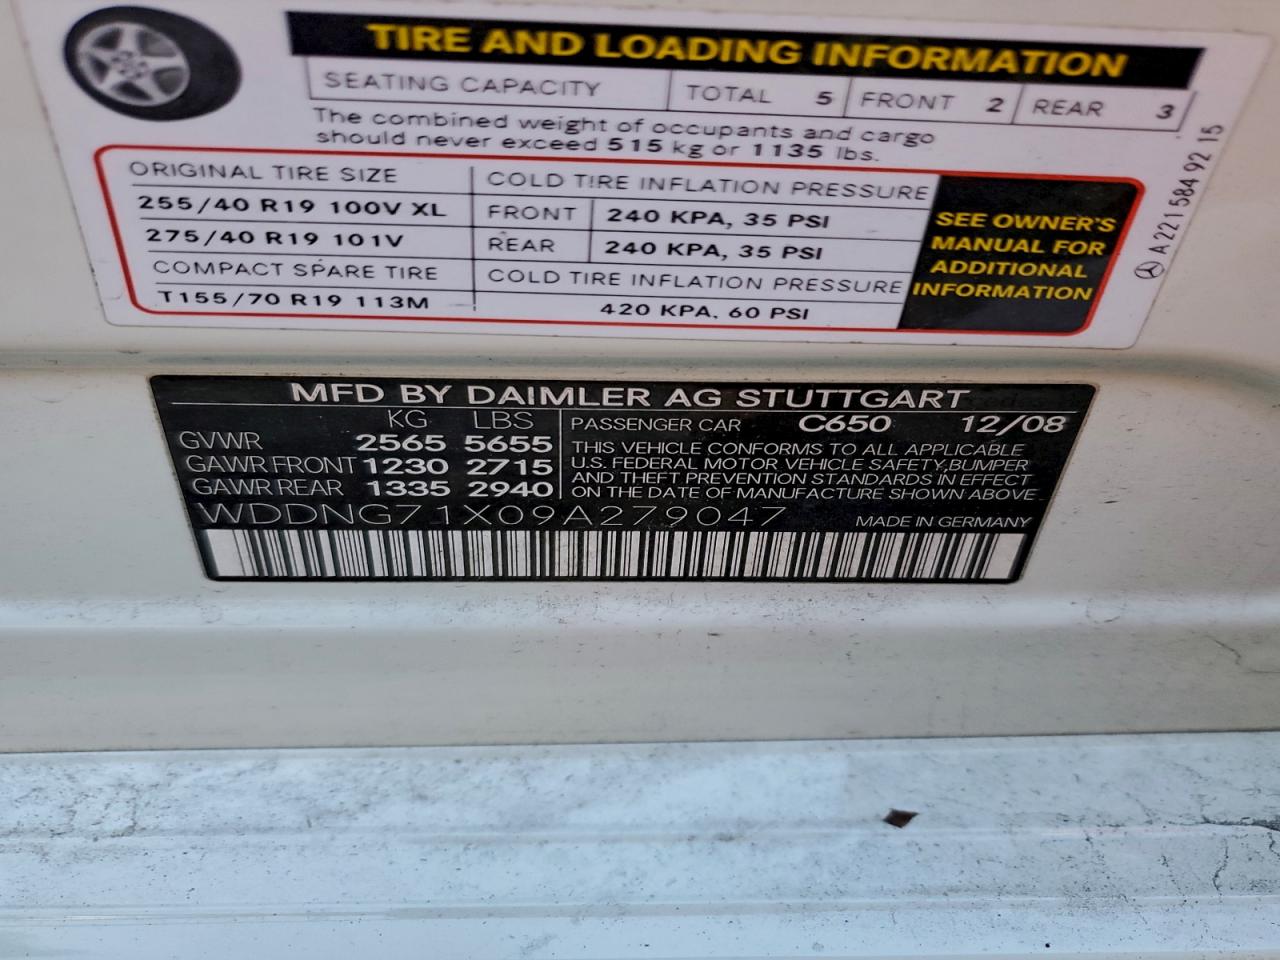 TIRE AND LOADING INFORMATION
SEATING CAPACITY TOTAL 5 FRONT 2 REAR 3
The combined weight of occupants and cargo
should never exceed 515 kg or 1135 lbs.
ORIGINAL TIRE SIZE COLD TIRE INFLATION PRESSURE
255/40 R19 100V XL FRONT 240 KPA, 35 PSI
275/40 R19 101V REAR 240 KPA, 35 PSI
COMPACT SPARE TIRE COLD TIRE INFLATION PRESSURE
T155/70 R19 113M 420 KPA, 60 PSI
SEE OWNER'S
MANUAL FOR
ADDITIONAL
INFORMATION
A 221 584 92 15
MFD BY DAIMLER AG STUTTGART
KG LBS
GVWR 2565 5655
GAWR FRONT 1230 2715
GAWR REAR 1335 2940
PASSENGER CAR C650 12/08
THIS VEHICLE CONFORMS TO ALL APPLICABLE
U.S. FEDERAL MOTOR VEHICLE SAFETY,BUMPER
AND THEFT PREVENTION STANDARDS IN EFFECT
ON THE DATE OF MANUFACTURE SHOWN ABOVE
WDDNG71X09A279047 MADE IN GERMANY